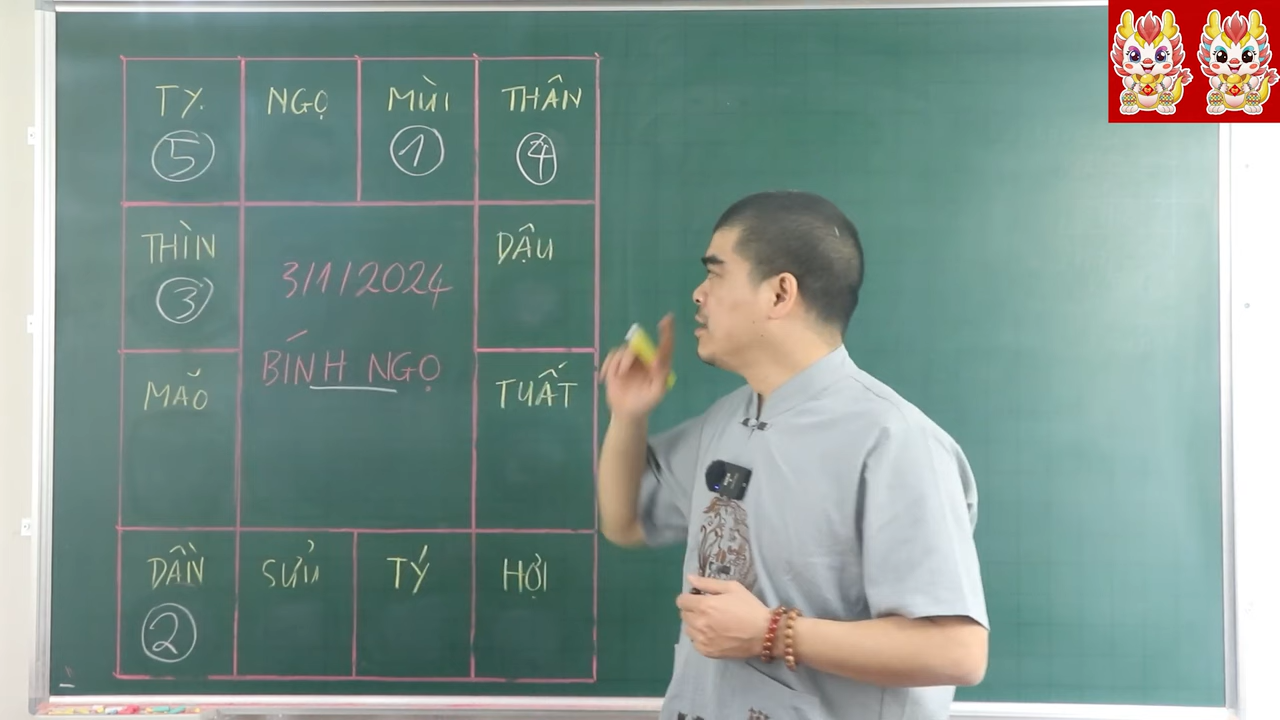 TỴ
NGỌ
MÙI
THÂN
5
1
4
THÌN
DẬU
3
3/1/2024
BÍNH NGỌ
MÃO
TUẤT
DẦN
SỬU
TÝ
HỢI
2